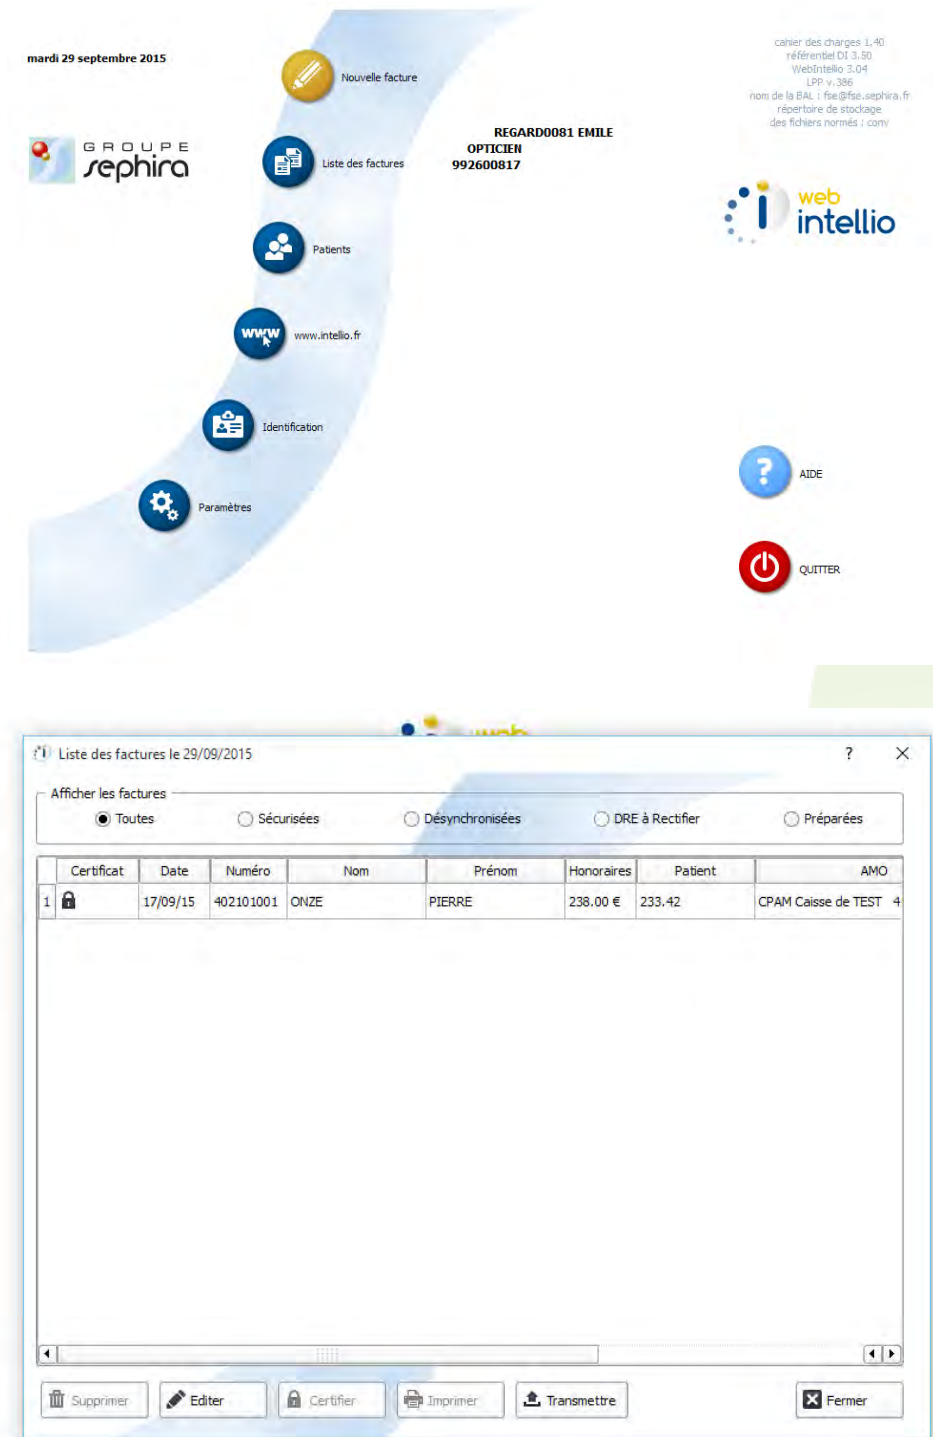 mardi 29 septembre 2015
cahier des charges 1.40
référentiel DI 3.50
WebIntellio 3.04
LPP v.386
nom de la BAL : fse@fse.sephira.fr
répertoire de stockage
des fichiers normés : conv
Nouvelle facture
REGARD0081 EMILE
OPTICIEN
992600817
GROUPE
sephira
Liste des factures
web
intellio
Patients
www
www.intellio.fr
Identification
? AIDE
Paramètres
QUITTER
web
Liste des factures le 29/09/2015 ?
Afficher les factures
Toutes Sécurisées Désynchronisées DRE à Rectifier Préparées
Certificat Date Numéro Nom Prénom Honoraires Patient AMO
1 17/09/15 402101001 ONZE PIERRE 238.00 € 233.42 CPAM Caisse de TEST 4
Supprimer Editer Certifier Imprimer Transmettre Fermer